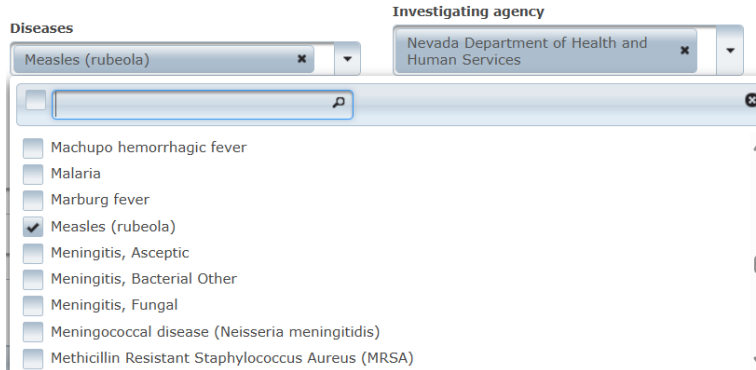 Diseases
Investigating agency
Measles (rubeola)
Nevada Department of Health and
Human Services
Machupo hemorrhagic fever
Malaria
Marburg fever
Measles (rubeola)
Meningitis, Asceptic
Meningitis, Bacterial Other
Meningitis, Fungal
Meningococcal disease (Neisseria meningitidis)
Methicillin Resistant Staphylococcus Aureus (MRSA)